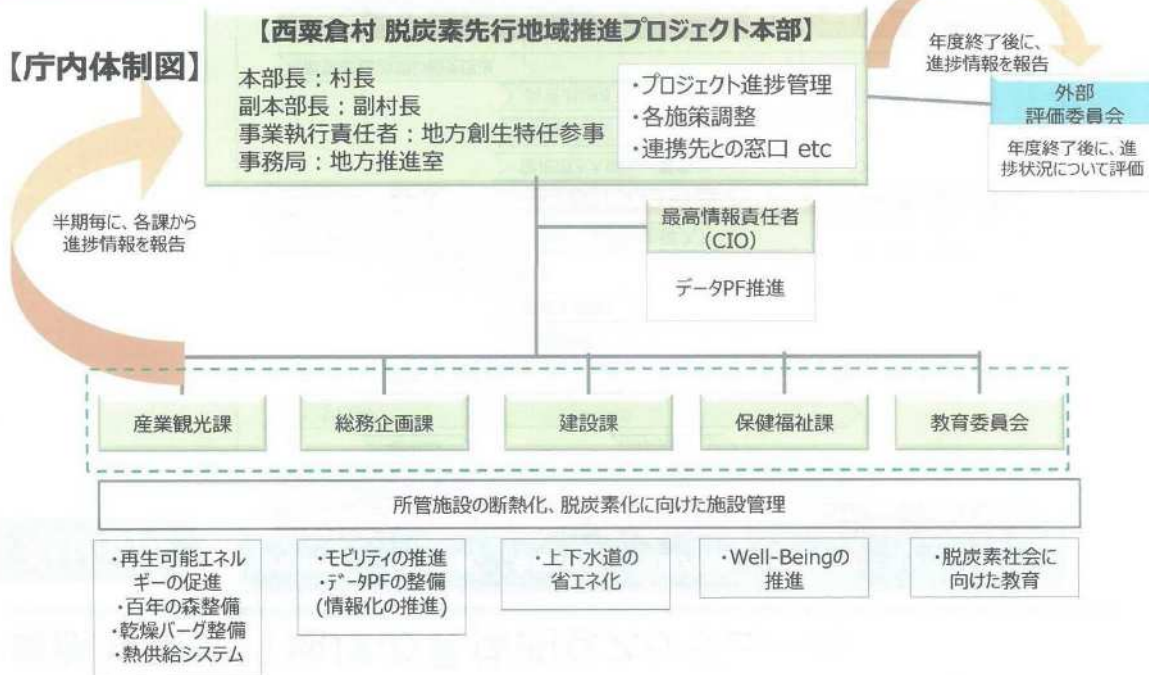 【庁内体制図】
【西粟倉村 脱炭素先行地域推進プロジェクト本部】
本部長：村長
副本部長：副村長
事業執行責任者：地方創生特任参事
事務局：地方推進室
・プロジェクト進捗管理
・各施策調整
・連携先との窓口 etc
年度終了後に、
進捗情報を報告
外部
評価委員会
年度終了後に、進
捗状況について評価
半期毎に、各課から
進捗情報を報告
最高情報責任者
（CIO）
データPF推進
産業観光課
総務企画課
建設課
保健福祉課
教育委員会
所管施設の断熱化、脱炭素化に向けた施設管理
・再生可能エネル
ギーの促進
・百年の森整備
・乾燥バーグ整備
・熱供給システム
・モビリティの推進
・データPFの整備
(情報化の推進)
・上下水道の
省エネ化
・Well-Beingの
推進
・脱炭素社会に
向けた教育